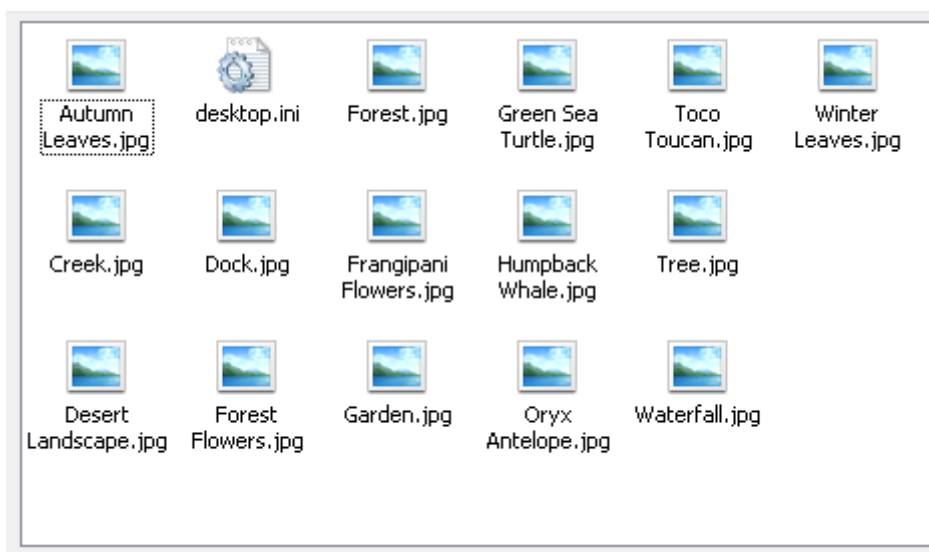 Autumn
Leaves.jpg
desktop.ini
Forest.jpg
Green Sea
Turtle.jpg
Toco
Toucan.jpg
Winter
Leaves.jpg
Creek.jpg
Dock.jpg
Frangipani
Flowers.jpg
Humpback
Whale.jpg
Tree.jpg
Desert
Landscape.jpg
Forest
Flowers.jpg
Garden.jpg
Oryx
Antelope.jpg
Waterfall.jpg